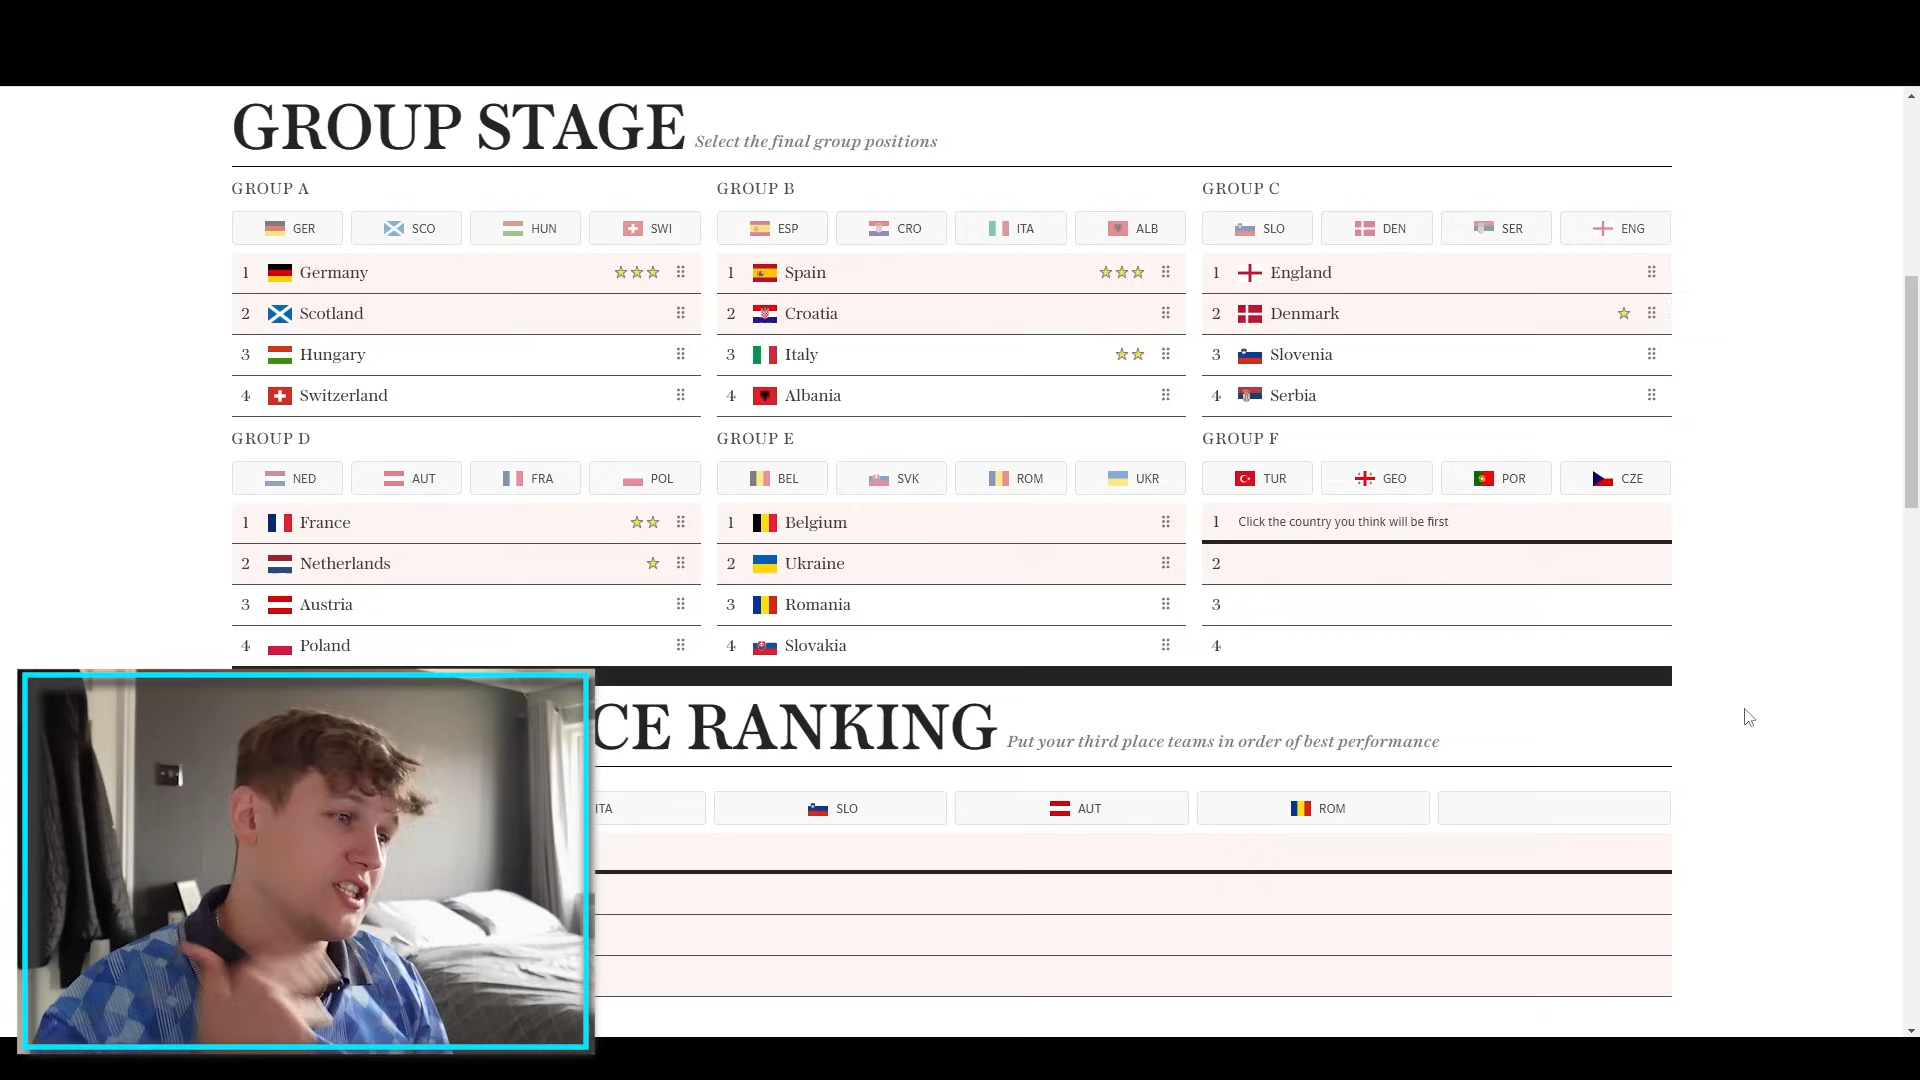 GROUP STAGE Select the final group positions
GROUP A
GER SCO HUN SWI
1 Germany
2 Scotland
3 Hungary
4 Switzerland
GROUP B
ESP CRO ITA ALB
1 Spain
2 Croatia
3 Italy
4 Albania
GROUP C
SLO DEN SER ENG
1 England
2 Denmark
3 Slovenia
4 Serbia
GROUP D
NED AUT FRA POL
1 France
2 Netherlands
3 Austria
4 Poland
GROUP E
BEL SVK ROM UKR
1 Belgium
2 Ukraine
3 Romania
4 Slovakia
GROUP F
TUR GEO POR CZE
1 Click the country you think will be first
2
3
4
CE RANKING Put your third place teams in order of best performance
ITA SLO AUT ROM